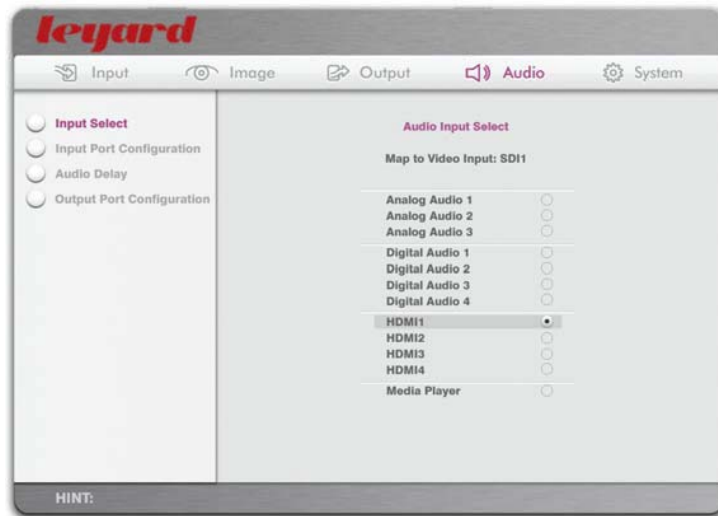 leyard
Input Image Output Audio System
Input Select
Input Port Configuration
Audio Delay
Output Port Configuration
Audio Input Select
Map to Video Input: SDI1
Analog Audio 1
Analog Audio 2
Analog Audio 3
Digital Audio 1
Digital Audio 2
Digital Audio 3
Digital Audio 4
HDMI1
HDMI2
HDMI3
HDMI4
Media Player
HINT: